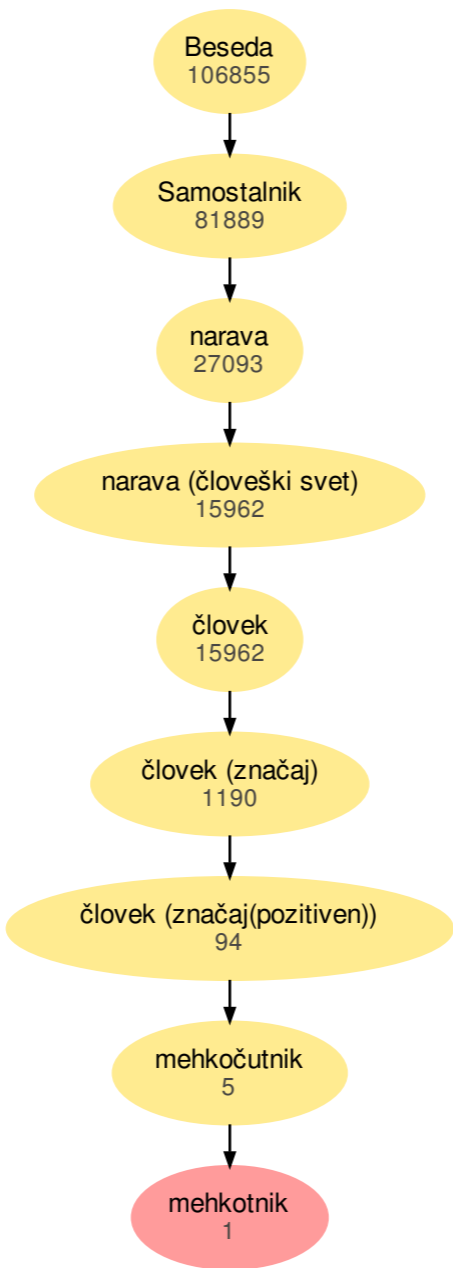 Beseda
106855
Samostalnik
81889
narava
27093
narava (človeški svet)
15962
človek
15962
človek (značaj)
1190
človek (značaj(pozitiven))
94
mehkočutnik
5
mehkotnik
1